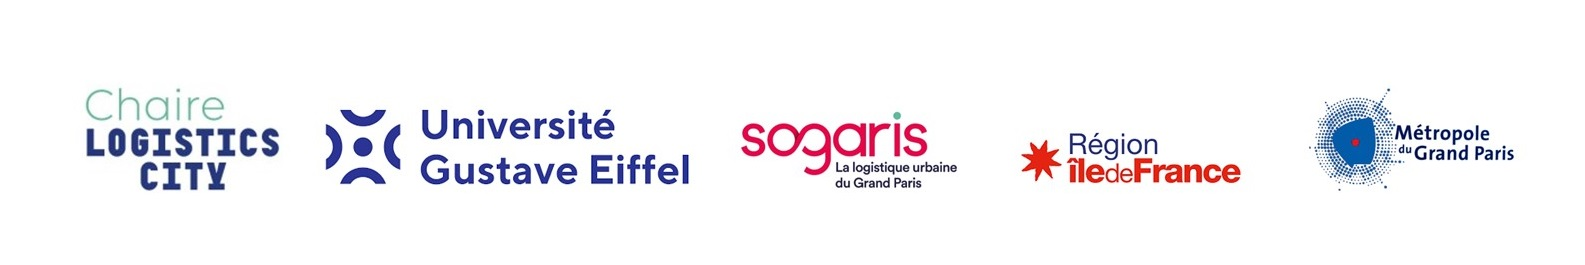 Chaire
LOGISTICS
CITY
Université
Gustave Eiffel
sogaris
La logistique urbaine
du Grand Paris
Région
îledeFrance
Métropole
du Grand Paris